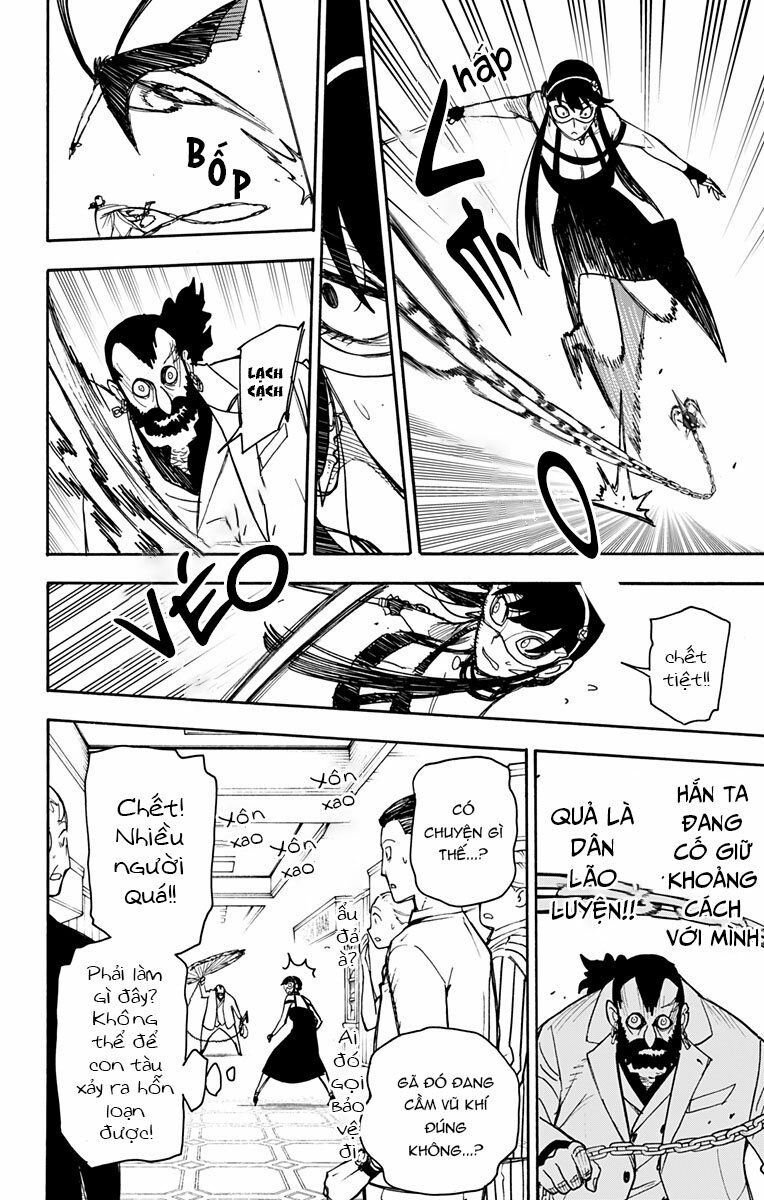 hấp
BỐP
LẠCH
CẠCH
VÉO
chết
tiệt!!
HẮN TA
ĐANG
CỐ GIỮ
KHOẢNG
CÁCH
VỚI MÌNH
QUẢ LÀ
DÂN
LÃO
LUYỆN!!
CÓ
CHUYỆN GÌ
THẾ...?
Xôn
xao
Xôn
xao
Xôn
xao
ẩu
đả
à?
Ai
đó
gọi
bảo
vệ
đi
GÃ ĐÓ ĐANG
CẦM VŨ KHÍ
ĐÚNG
KHÔNG...?
Chết!
Nhiều
người
quá!!
Phải làm
gì đây?
Không
thể để
con tàu
xảy ra hỗn
loạn
được!